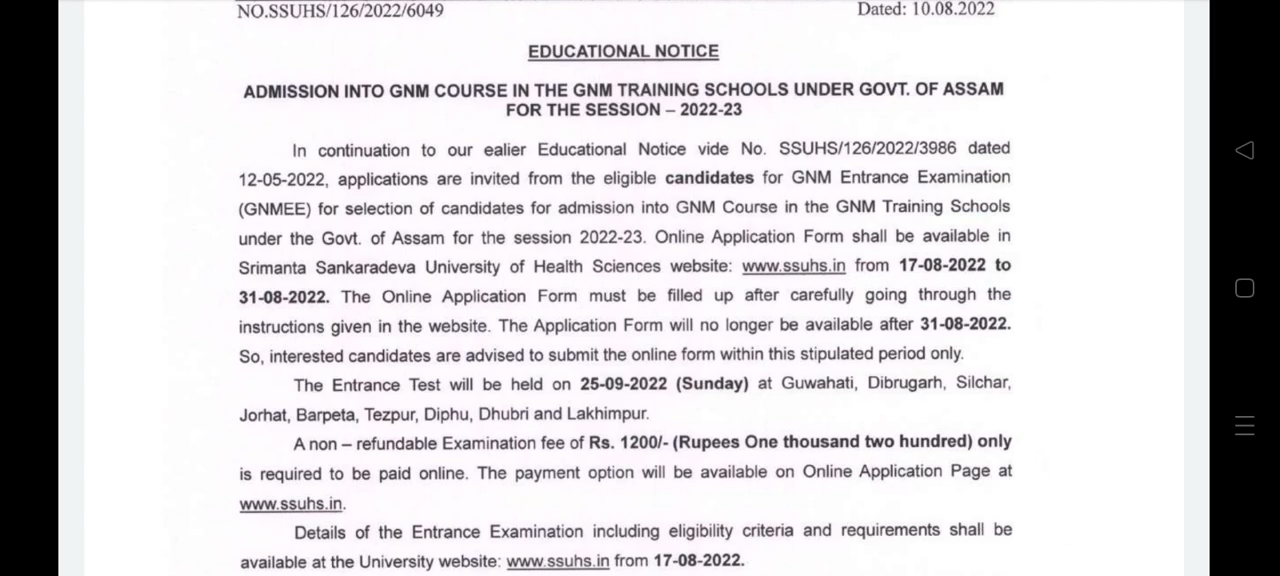 NO.SSUHS/126/2022/6049 Dated: 10.08.2022
EDUCATIONAL NOTICE
ADMISSION INTO GNM COURSE IN THE GNM TRAINING SCHOOLS UNDER GOVT. OF ASSAM
FOR THE SESSION – 2022-23
In continuation to our ealier Educational Notice vide No. SSUHS/126/2022/3986 dated
12-05-2022, applications are invited from the eligible candidates for GNM Entrance Examination
(GNMEE) for selection of candidates for admission into GNM Course in the GNM Training Schools
under the Govt. of Assam for the session 2022-23. Online Application Form shall be available in
Srimanta Sankaradeva University of Health Sciences website: www.ssuhs.in from 17-08-2022 to
31-08-2022. The Online Application Form must be filled up after carefully going through the
instructions given in the website. The Application Form will no longer be available after 31-08-2022.
So, interested candidates are advised to submit the online form within this stipulated period only.
The Entrance Test will be held on 25-09-2022 (Sunday) at Guwahati, Dibrugarh, Silchar,
Jorhat, Barpeta, Tezpur, Diphu, Dhubri and Lakhimpur.
A non – refundable Examination fee of Rs. 1200/- (Rupees One thousand two hundred) only
is required to be paid online. The payment option will be available on Online Application Page at
www.ssuhs.in.
Details of the Entrance Examination including eligibility criteria and requirements shall be
available at the University website: www.ssuhs.in from 17-08-2022.